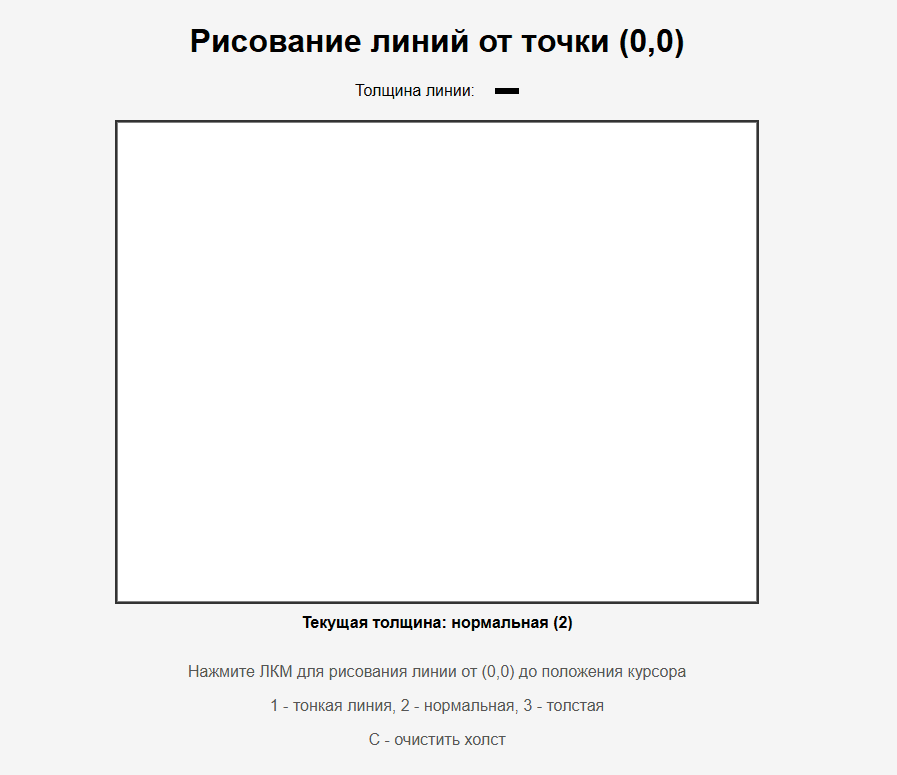 Рисование линий от точки (0,0)
Толщина линии:
Текущая толщина: нормальная (2)
Нажмите ЛКМ для рисования линии от (0,0) до положения курсора
1 - тонкая линия, 2 - нормальная, 3 - толстая
C - очистить холст